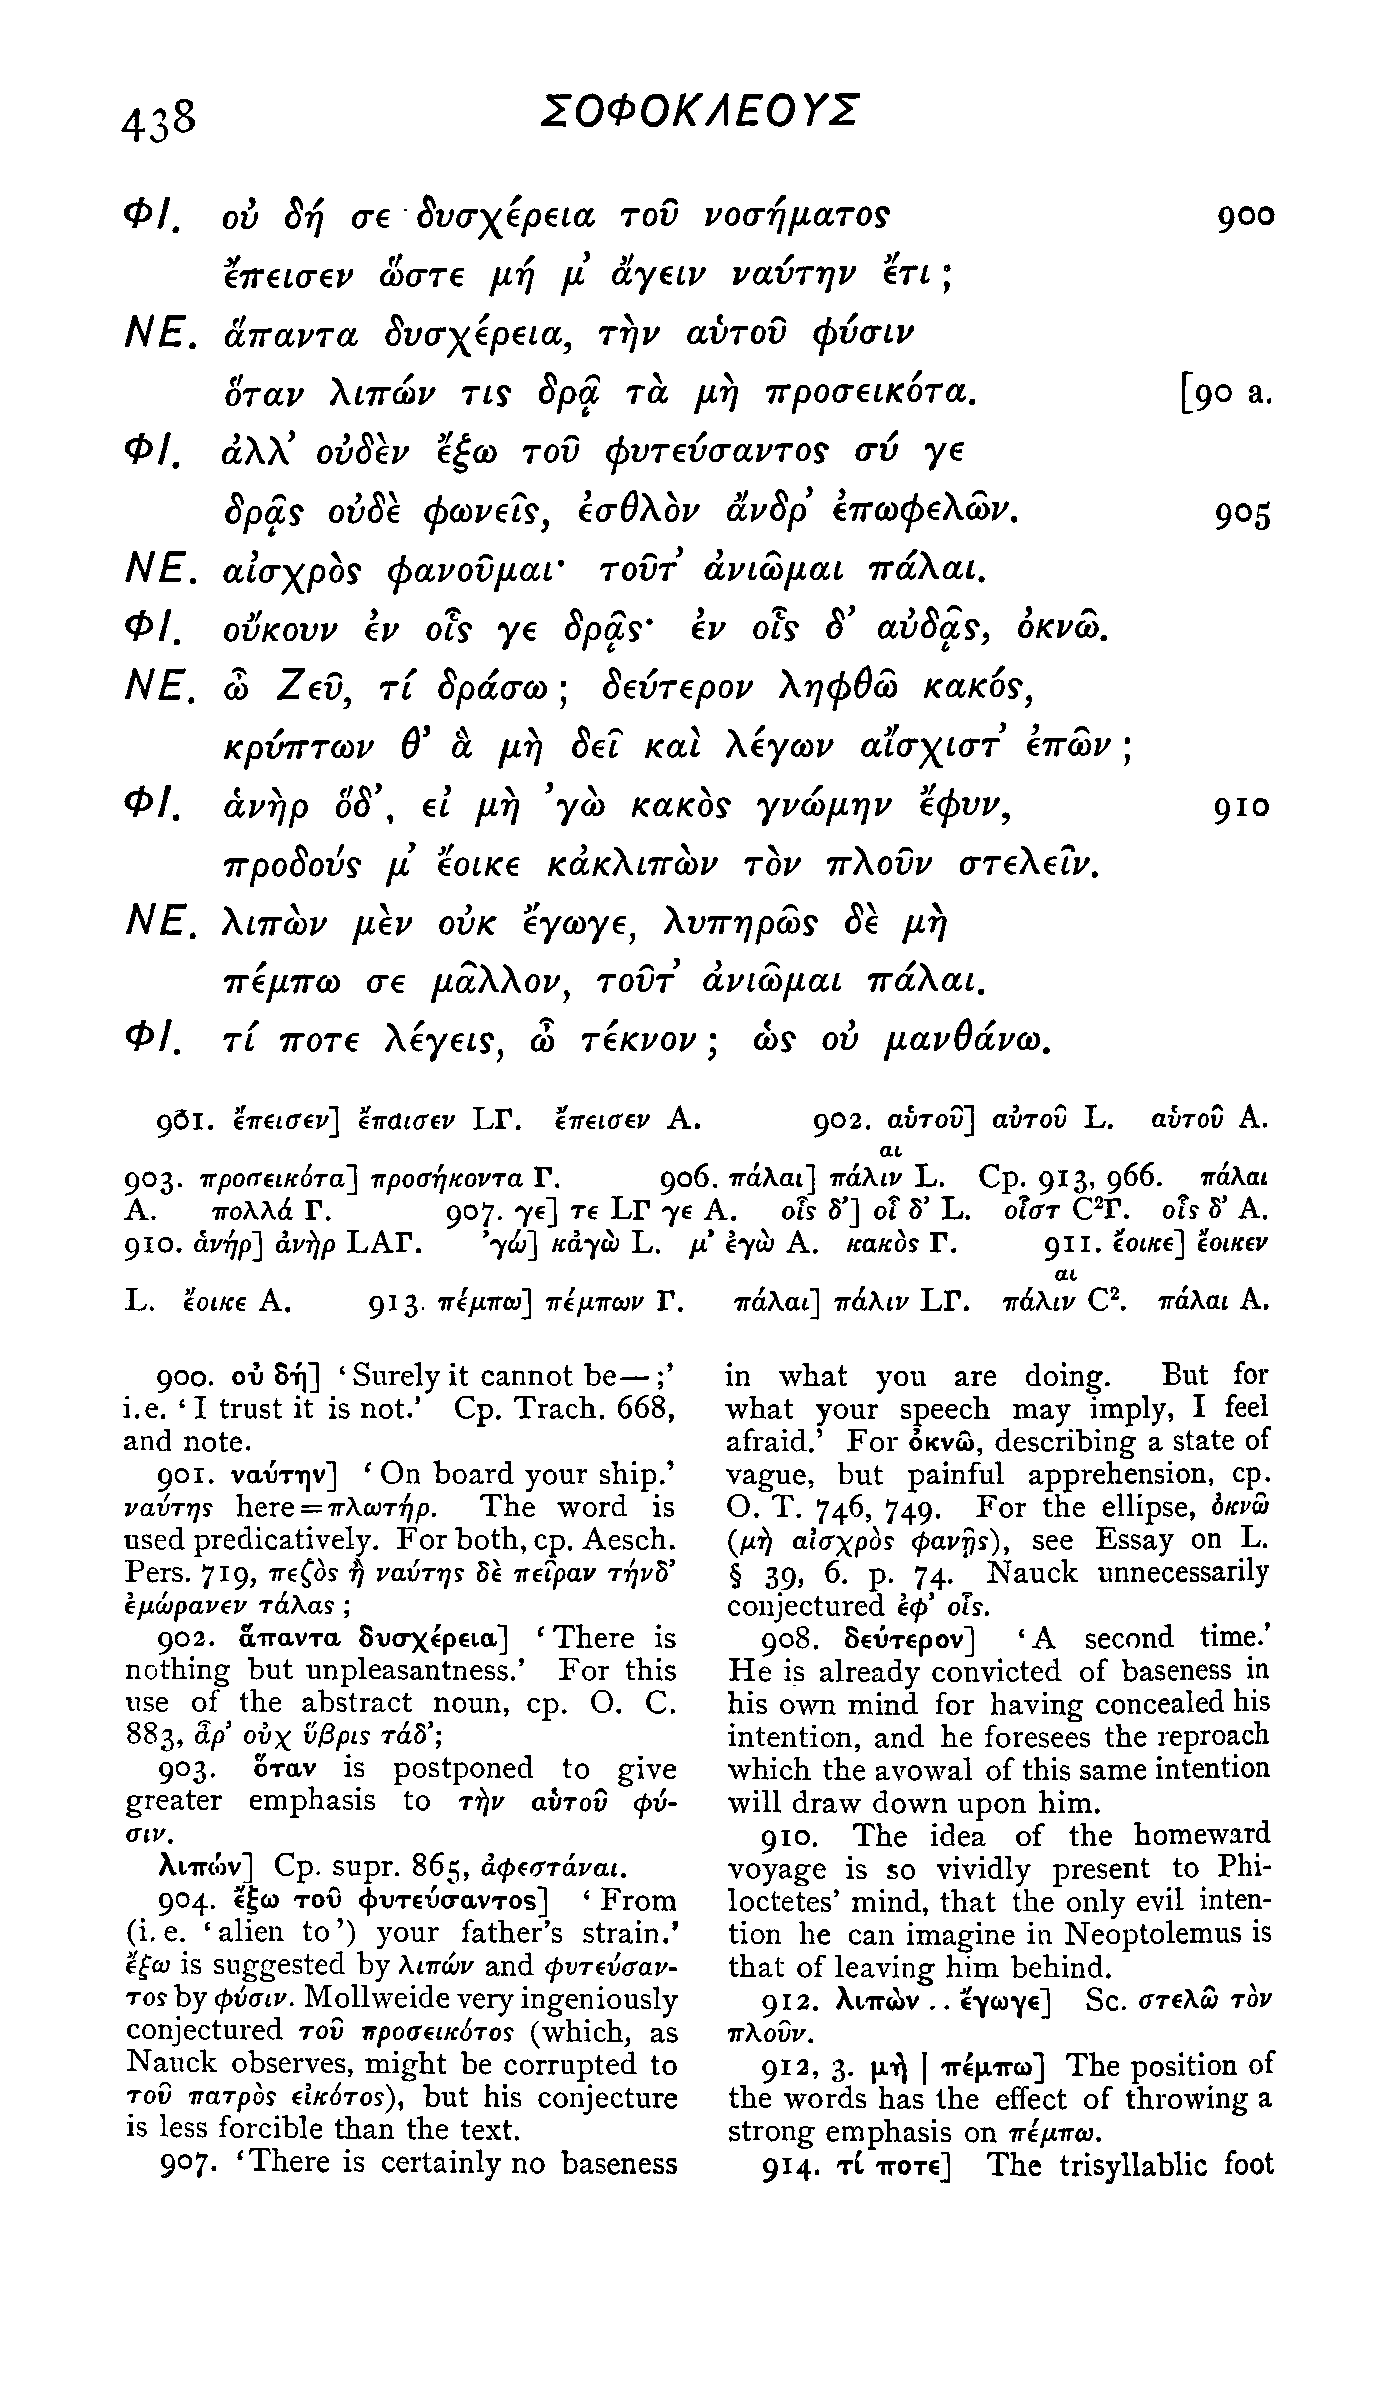 438 ΣΟΦΟΚΛΕΟΥΣ
ΦΙ. οὐ δή σε δυσχέρεια τοῦ νοσήματος 900
ἔπεισεν ὥστε μή μ’ ἄγειν ναύτην ἔτι ;
ΝΕ. ἅπαντα δυσχέρεια, τὴν αὑτοῦ φύσιν
ὅταν λιπών τις δρᾷ τὰ μὴ προσεικότα. [90 a.
ΦΙ. ἀλλ’ οὐδὲν ἔξω τοῦ φυτεύσαντος σύ γε
δρᾷς οὐδὲ φωνεῖς, ἐσθλὸν ἄνδρ’ ἐπωφελῶν. 905
ΝΕ. αἰσχρὸς φανοῦμαι· τοῦτ’ ἀνιῶμαι πάλαι.
ΦΙ. οὔκουν ἐν οἷς γε δρᾷς· ἐν οἷς δ’ αὐδᾷς, ὀκνῶ.
ΝΕ. ὦ Ζεῦ, τί δράσω ; δεύτερον ληφθῶ κακός,
κρύπτων θ’ ἃ μὴ δεῖ καὶ λέγων αἴσχιστ’ ἐπῶν ;
ΦΙ. ἁνὴρ ὅδ’, εἰ μὴ ’γὼ κακὸς γνώμην ἔφυν, 910
προδούς μ’ ἔοικε κἀκλιπὼν τὸν πλοῦν στελεῖν.
ΝΕ. λιπὼν μὲν οὐκ ἔγωγε, λυπηρῶς δὲ μὴ
πέμπω σε μᾶλλον, τοῦτ’ ἀνιῶμαι πάλαι.
ΦΙ. τί ποτε λέγεις, ὦ τέκνον ; ὡς οὐ μανθάνω.
901. ἔπεισεν] ἔπαισεν LΓ. ἔπεισεν A. 902. αὑτοῦ] αὐτοῦ L. αὑτοῦ A.
αι
903. προσεικότα] προσήκοντα Γ. 906. πάλαι] πάλιν L. Cp. 913, 966. πάλαι
A. πολλά Γ. 907. γε] τε LΓ γε A. οἷς δ’] οἷ δ’ L. οἷστ C²Γ. οἷς δ’ A.
910. ἁνήρ] ἀνὴρ LAΓ. ’γώ] κἀγὼ L. μ’ ἐγὼ A. κακὸς Γ. 911. ἔοικε] ἔοικεν
αι
L. ἔοικε A. 913. πέμπω] πέμπων Γ. πάλαι] πάλιν LΓ. πάλιν C². πάλαι A.
900. οὐ δή] ‘Surely it cannot be—;’
i.e. ‘I trust it is not.’ Cp. Trach. 668,
and note.
901. ναύτην] ‘On board your ship.’
ναύτης here=πλωτήρ. The word is
used predicatively. For both, cp. Aesch.
Pers. 719, πεζὸς ἢ ναύτης δὲ πεῖραν τήνδ’
ἐμώρανεν τάλας ;
902. ἅπαντα δυσχέρεια] ‘There is
nothing but unpleasantness.’ For this
use of the abstract noun, cp. O. C.
883, ἆρ’ οὐχ ὕβρις τάδ’;
903. ὅταν is postponed to give
greater emphasis to τὴν αὑτοῦ φύ-
σιν.
λιπών] Cp. supr. 865, ἀφεστάναι.
904. ἔξω τοῦ φυτεύσαντος] ‘From
(i. e. ‘alien to’) your father’s strain.’
ἔξω is suggested by λιπών and φυτεύσαν-
τος by φύσιν. Mollweide very ingeniously
conjectured τοῦ προσεικότος (which, as
Nauck observes, might be corrupted to
τοῦ πατρὸς εἰκότος), but his conjecture
is less forcible than the text.
907. ‘There is certainly no baseness
in what you are doing. But for
what your speech may imply, I feel
afraid.’ For ὀκνῶ, describing a state of
vague, but painful apprehension, cp.
O. T. 746, 749. For the ellipse, ὀκνῶ
(μὴ αἰσχρὸς φανῇς), see Essay on L.
§ 39, 6. p. 74. Nauck unnecessarily
conjectured ἐφ’ οἷς.
908. δεύτερον] ‘A second time.’
He is already convicted of baseness in
his own mind for having concealed his
intention, and he foresees the reproach
which the avowal of this same intention
will draw down upon him.
910. The idea of the homeward
voyage is so vividly present to Phi-
loctetes’ mind, that the only evil inten-
tion he can imagine in Neoptolemus is
that of leaving him behind.
912. λιπὼν . . ἔγωγε] Sc. στελῶ τὸν
πλοῦν.
912, 3. μὴ | πέμπω] The position of
the words has the effect of throwing a
strong emphasis on πέμπω.
914. τί ποτε] The trisyllablic foot